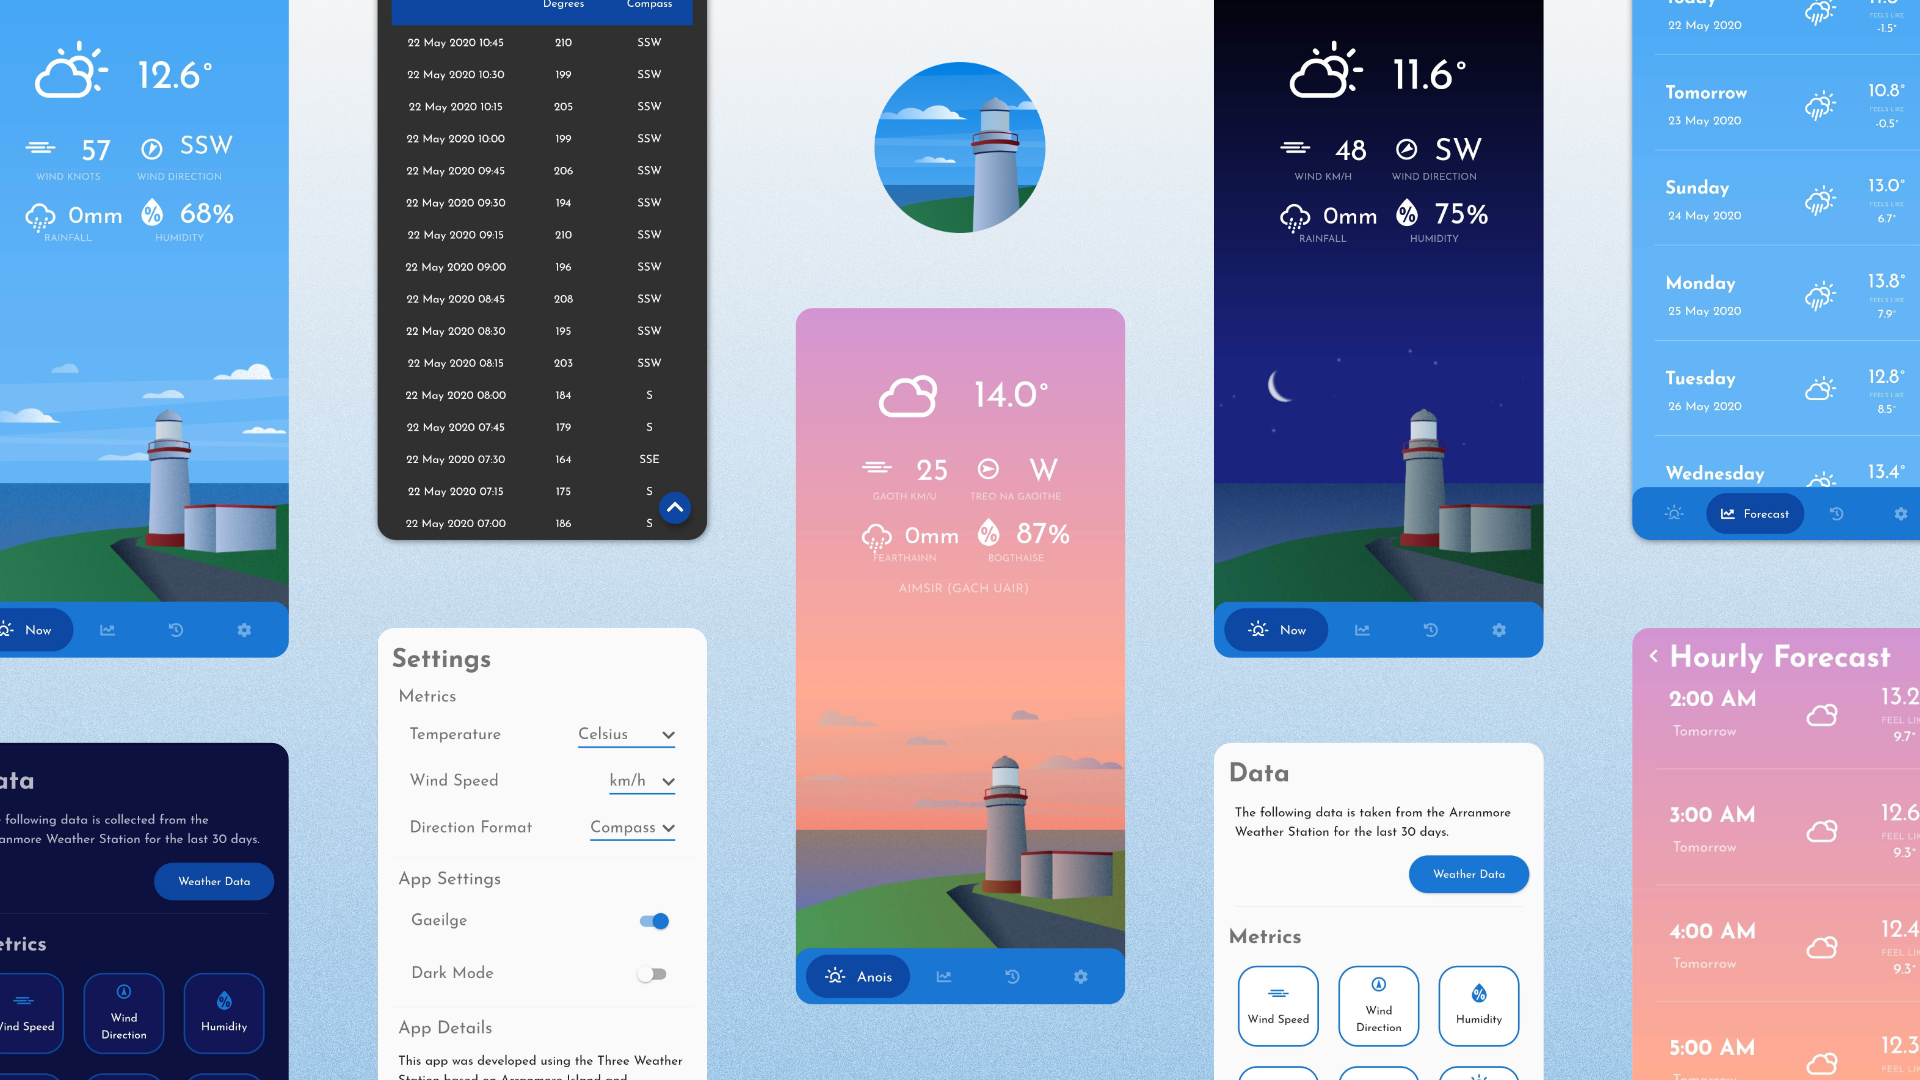 12.6°
57
SSW
WIND KNOTS
WIND DIRECTION
0mm
68%
RAINFALL
HUMIDITY
Now
following data is collected from the
Weather Station for the last 30 days.
Weather Data
Wind Speed
Wind
Direction
Humidity
Degrees
Compass
22 May 2020 10:45 210 SSW
22 May 2020 10:30 199 SSW
22 May 2020 10:15 205 SSW
22 May 2020 10:00 199 SSW
22 May 2020 09:45 206 SSW
22 May 2020 09:30 194 SSW
22 May 2020 09:15 210 SSW
22 May 2020 09:00 196 SSW
22 May 2020 08:45 208 SSW
22 May 2020 08:30 195 SSW
22 May 2020 08:15 203 SSW
22 May 2020 08:00 184 S
22 May 2020 07:45 179 S
22 May 2020 07:30 164 SSE
22 May 2020 07:15 175 S
22 May 2020 07:00 186 S
Settings
Metrics
Temperature Celsius
Wind Speed km/h
Direction Format Compass
App Settings
Gaeilge
Dark Mode
App Details
This app was developed using the Three Weather
Station based on Arranmore Island and
14.0°
25
W
GAOTH KM/U
TREO NA GAOITHE
0mm
%
87%
FEARTHAINN
BOGTHAISE
AIMSIR (GACH UAIR)
Anois
11.6°
48
SW
WIND KM/H
WIND DIRECTION
0mm
%
75%
RAINFALL
HUMIDITY
Now
Data
The following data is taken from the Arranmore
Weather Station for the last 30 days.
Weather Data
Metrics
Wind Speed
Wind
Direction
%
Humidity
Today
22 May 2020
FEELS LIKE
-1.5°
Tomorrow
23 May 2020
10.8°
FEELS LIKE
-0.5°
Sunday
24 May 2020
13.0°
FEELS LIKE
6.7°
Monday
25 May 2020
13.8°
FEELS LIKE
7.9°
Tuesday
26 May 2020
12.8°
FEELS LIKE
8.5°
Wednesday
13.4°
Forecast
Hourly Forecast
2:00 AM
Tomorrow
13.2
FEEL
9.7°
3:00 AM
Tomorrow
12.6
FEEL
9.3°
4:00 AM
Tomorrow
12.4
FEEL
9.3°
5:00 AM
12.3
FEEL